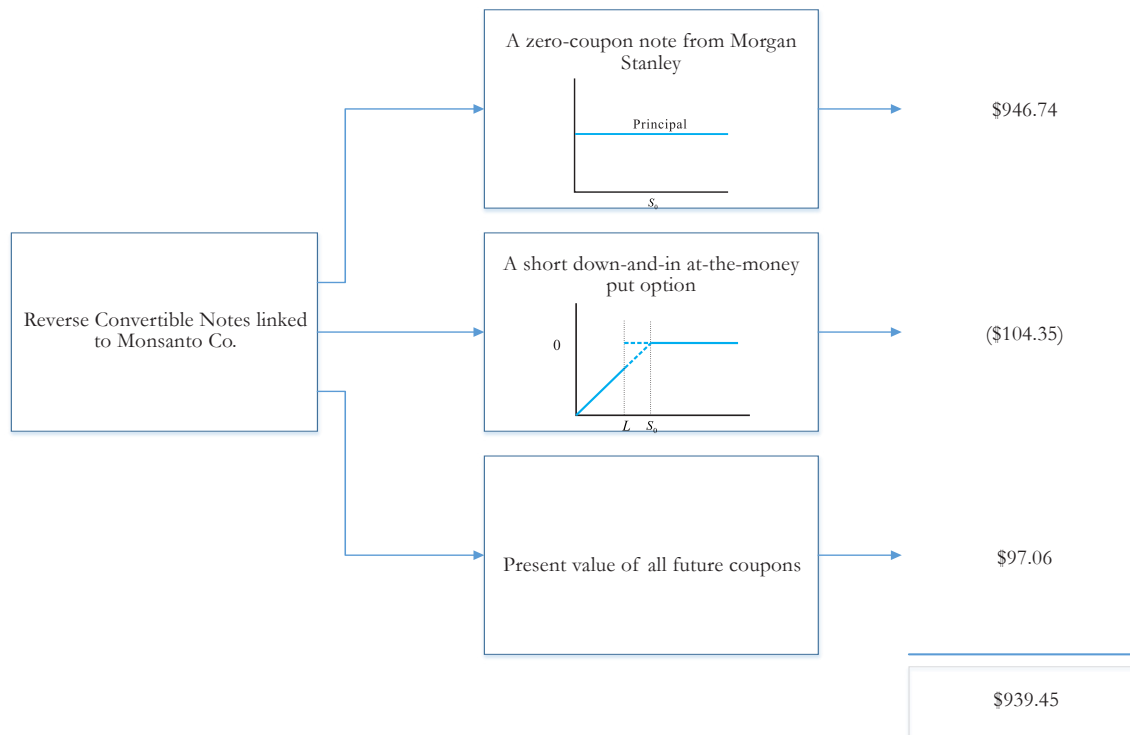 A zero-coupon note from Morgan
Stanley
Principal
S₀
$946.74
Reverse Convertible Notes linked
to Monsanto Co.
A short down-and-in at-the-money
put option
0
L S₀
($104.35)
Present value of all future coupons
$97.06
$939.45